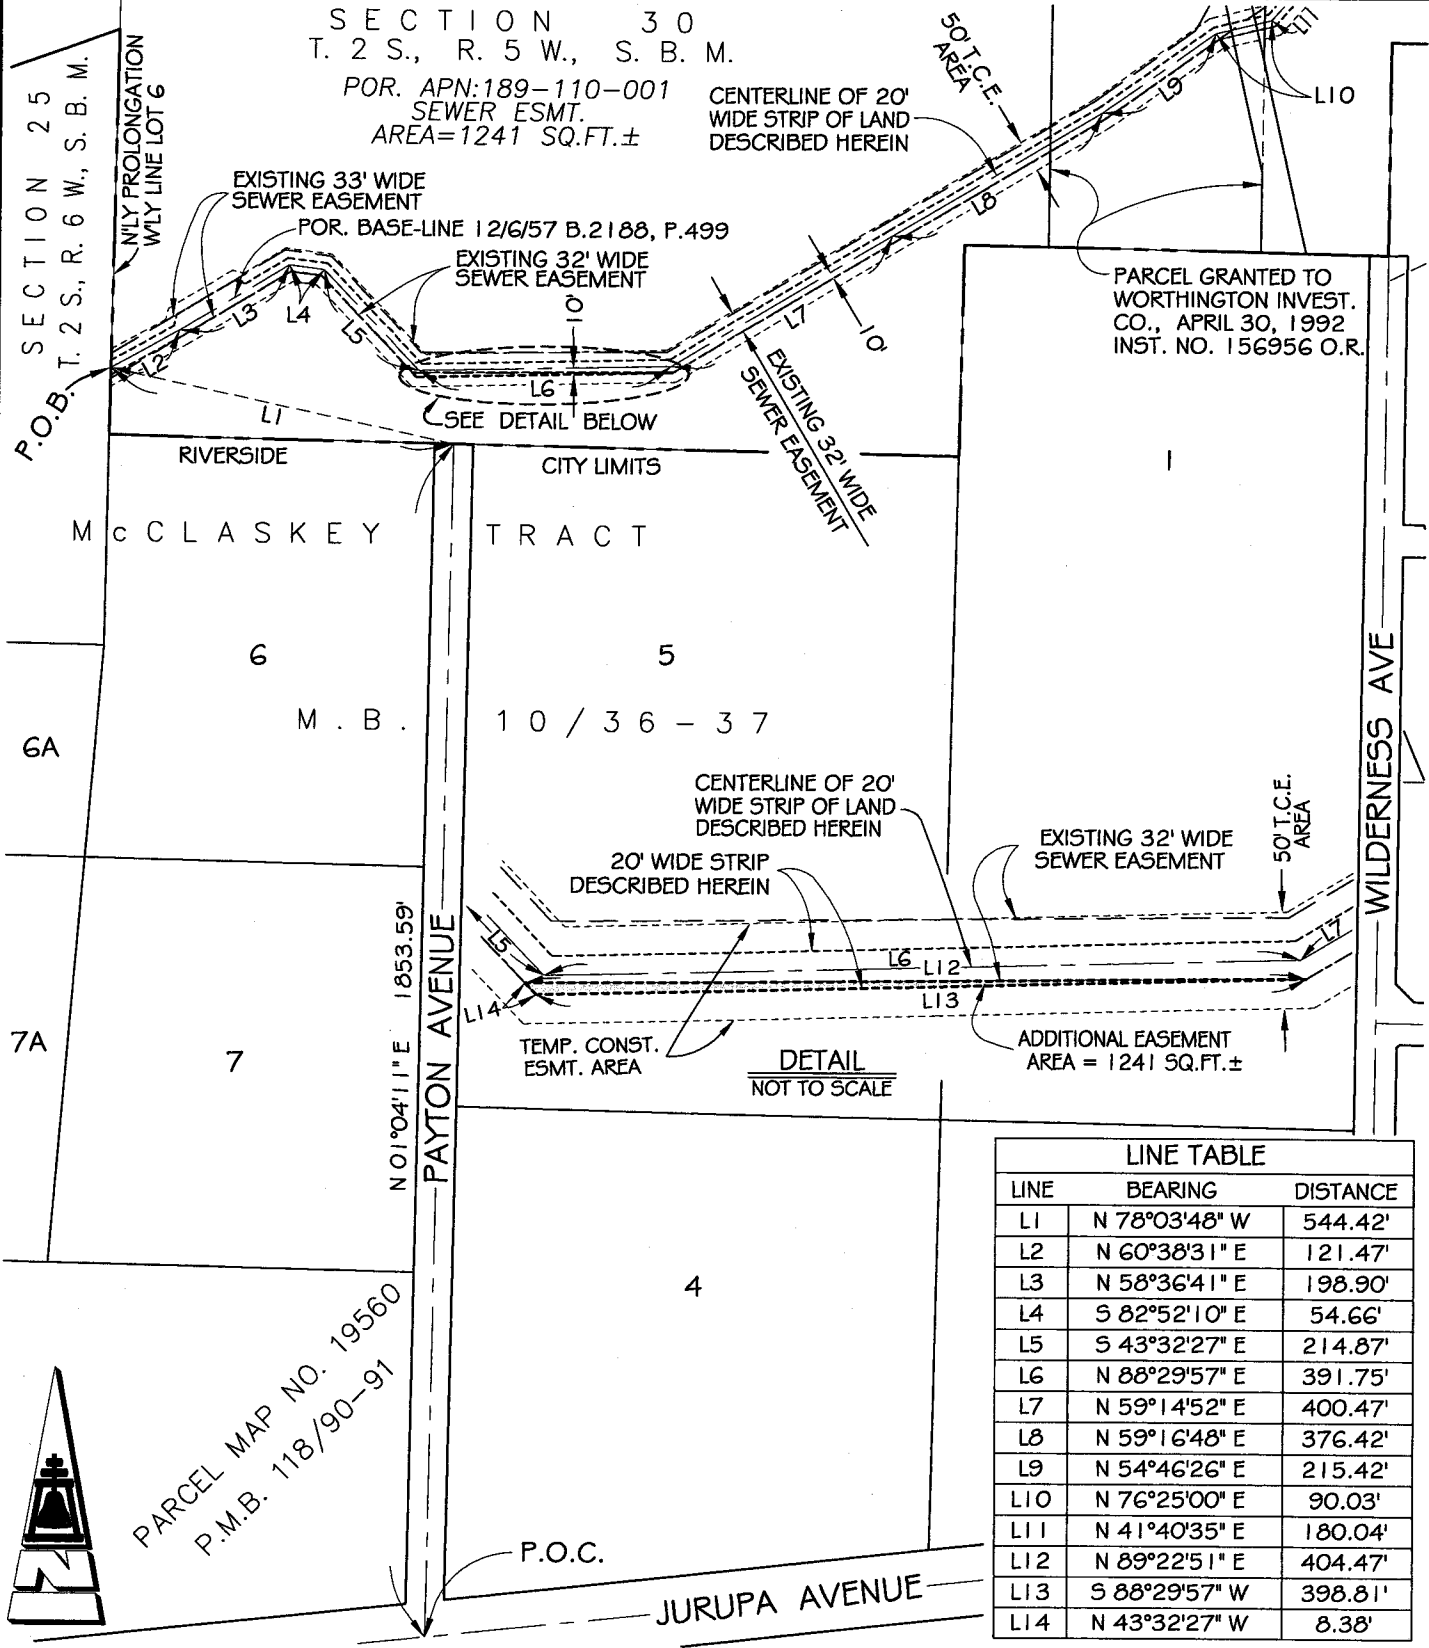 SECTION 30
T. 2 S., R. 5 W., S. B. M.
POR. APN:189-110-001
SEWER ESMT.
AREA=1241 SQ.FT.±
SECTION 25
T. 2 S., R. 6 W., S. B. M.
N'LY PROLONGATION
W'LY LINE LOT 6
50' T.C.E.
AREA
CENTERLINE OF 20'
WIDE STRIP OF LAND
DESCRIBED HEREIN
L11
L10
L9
L8
EXISTING 33' WIDE
SEWER EASEMENT
POR. BASE-LINE 12/6/57 B.2188, P.499
EXISTING 32' WIDE
SEWER EASEMENT
PARCEL GRANTED TO
WORTHINGTON INVEST.
CO., APRIL 30, 1992
INST. NO. 156956 O.R.
10'
L2
L3
L4
L5
L6
L7
10'
P.O.B.
L1
SEE DETAIL BELOW
EXISTING 32' WIDE
SEWER EASEMENT
RIVERSIDE
CITY LIMITS
1
McCLASKEY TRACT
6
5
M.B. 10/36-37
6A
WILDERNESS AVE
CENTERLINE OF 20'
WIDE STRIP OF LAND
DESCRIBED HEREIN
20' WIDE STRIP
DESCRIBED HEREIN
EXISTING 32' WIDE
SEWER EASEMENT
50' T.C.E.
AREA
L5
L6
L7
L12
L13
L14
TEMP. CONST.
ESMT. AREA
ADDITIONAL EASEMENT
AREA = 1241 SQ.FT.±
DETAIL
NOT TO SCALE
7A
7
N 01°04'11" E 1853.59'
PAYTON AVENUE
4
PARCEL MAP NO. 19560
P.M.B. 118/90-91
N
P.O.C.
JURUPA AVENUE
LINE TABLE
LINE BEARING DISTANCE
L1 N 78°03'48" W 544.42'
L2 N 60°38'31" E 121.47'
L3 N 58°36'41" E 198.90'
L4 S 82°52'10" E 54.66'
L5 S 43°32'27" E 214.87'
L6 N 88°29'57" E 391.75'
L7 N 59°14'52" E 400.47'
L8 N 59°16'48" E 376.42'
L9 N 54°46'26" E 215.42'
L10 N 76°25'00" E 90.03'
L11 N 41°40'35" E 180.04'
L12 N 89°22'51" E 404.47'
L13 S 88°29'57" W 398.81'
L14 N 43°32'27" W 8.38'